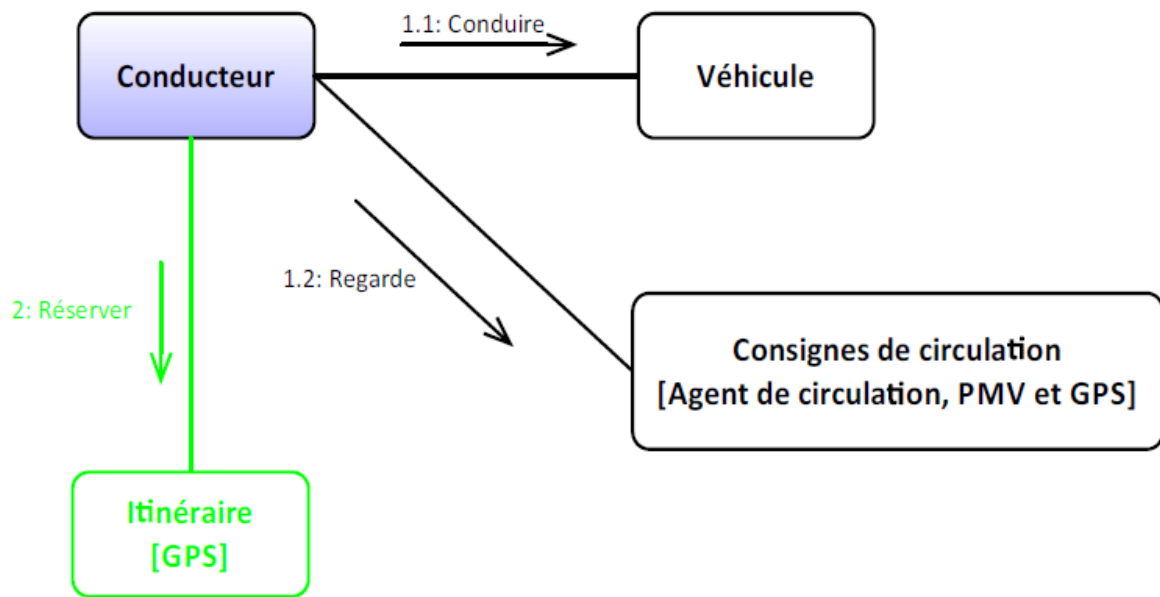 1.1: Conduire
Conducteur
Véhicule
1.2: Regarde
2: Réserver
Consignes de circulation
[Agent de circulation, PMV et GPS]
Itinéraire
[GPS]